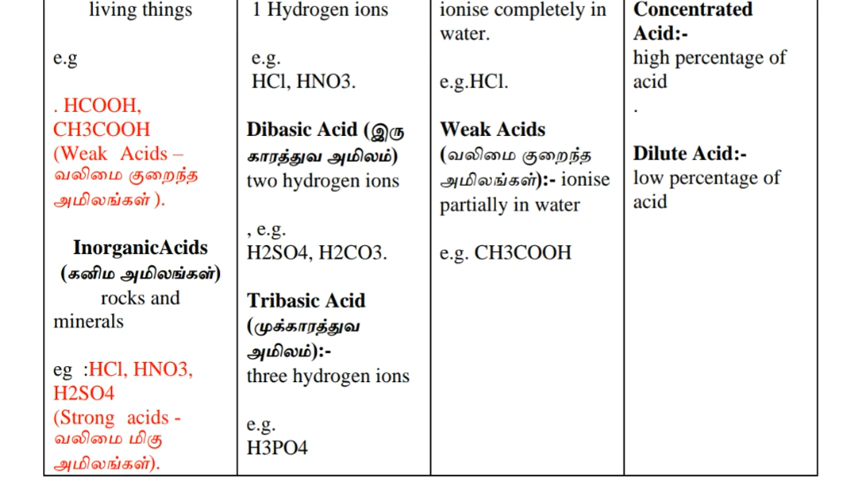 living things
e.g
. HCOOH,
CH3COOH
(Weak Acids –
வலிமை குறைந்த
அமிலங்கள் ).
InorganicAcids
(கனிம அமிலங்கள்)
rocks and
minerals
eg :HCl, HNO3,
H2SO4
(Strong acids -
வலிமை மிகு
அமிலங்கள்).
1 Hydrogen ions
e.g.
HCl, HNO3.
Dibasic Acid (இரு
காரத்துவ அமிலம்)
two hydrogen ions
, e.g.
H2SO4, H2CO3.
Tribasic Acid
(முக்காரத்துவ
அமிலம்):-
three hydrogen ions
e.g.
H3PO4
ionise completely in
water.
e.g.HCl.
Weak Acids
(வலிமை குறைந்த
அமிலங்கள்):- ionise
partially in water
e.g. CH3COOH
Concentrated
Acid:-
high percentage of
acid
.
Dilute Acid:-
low percentage of
acid